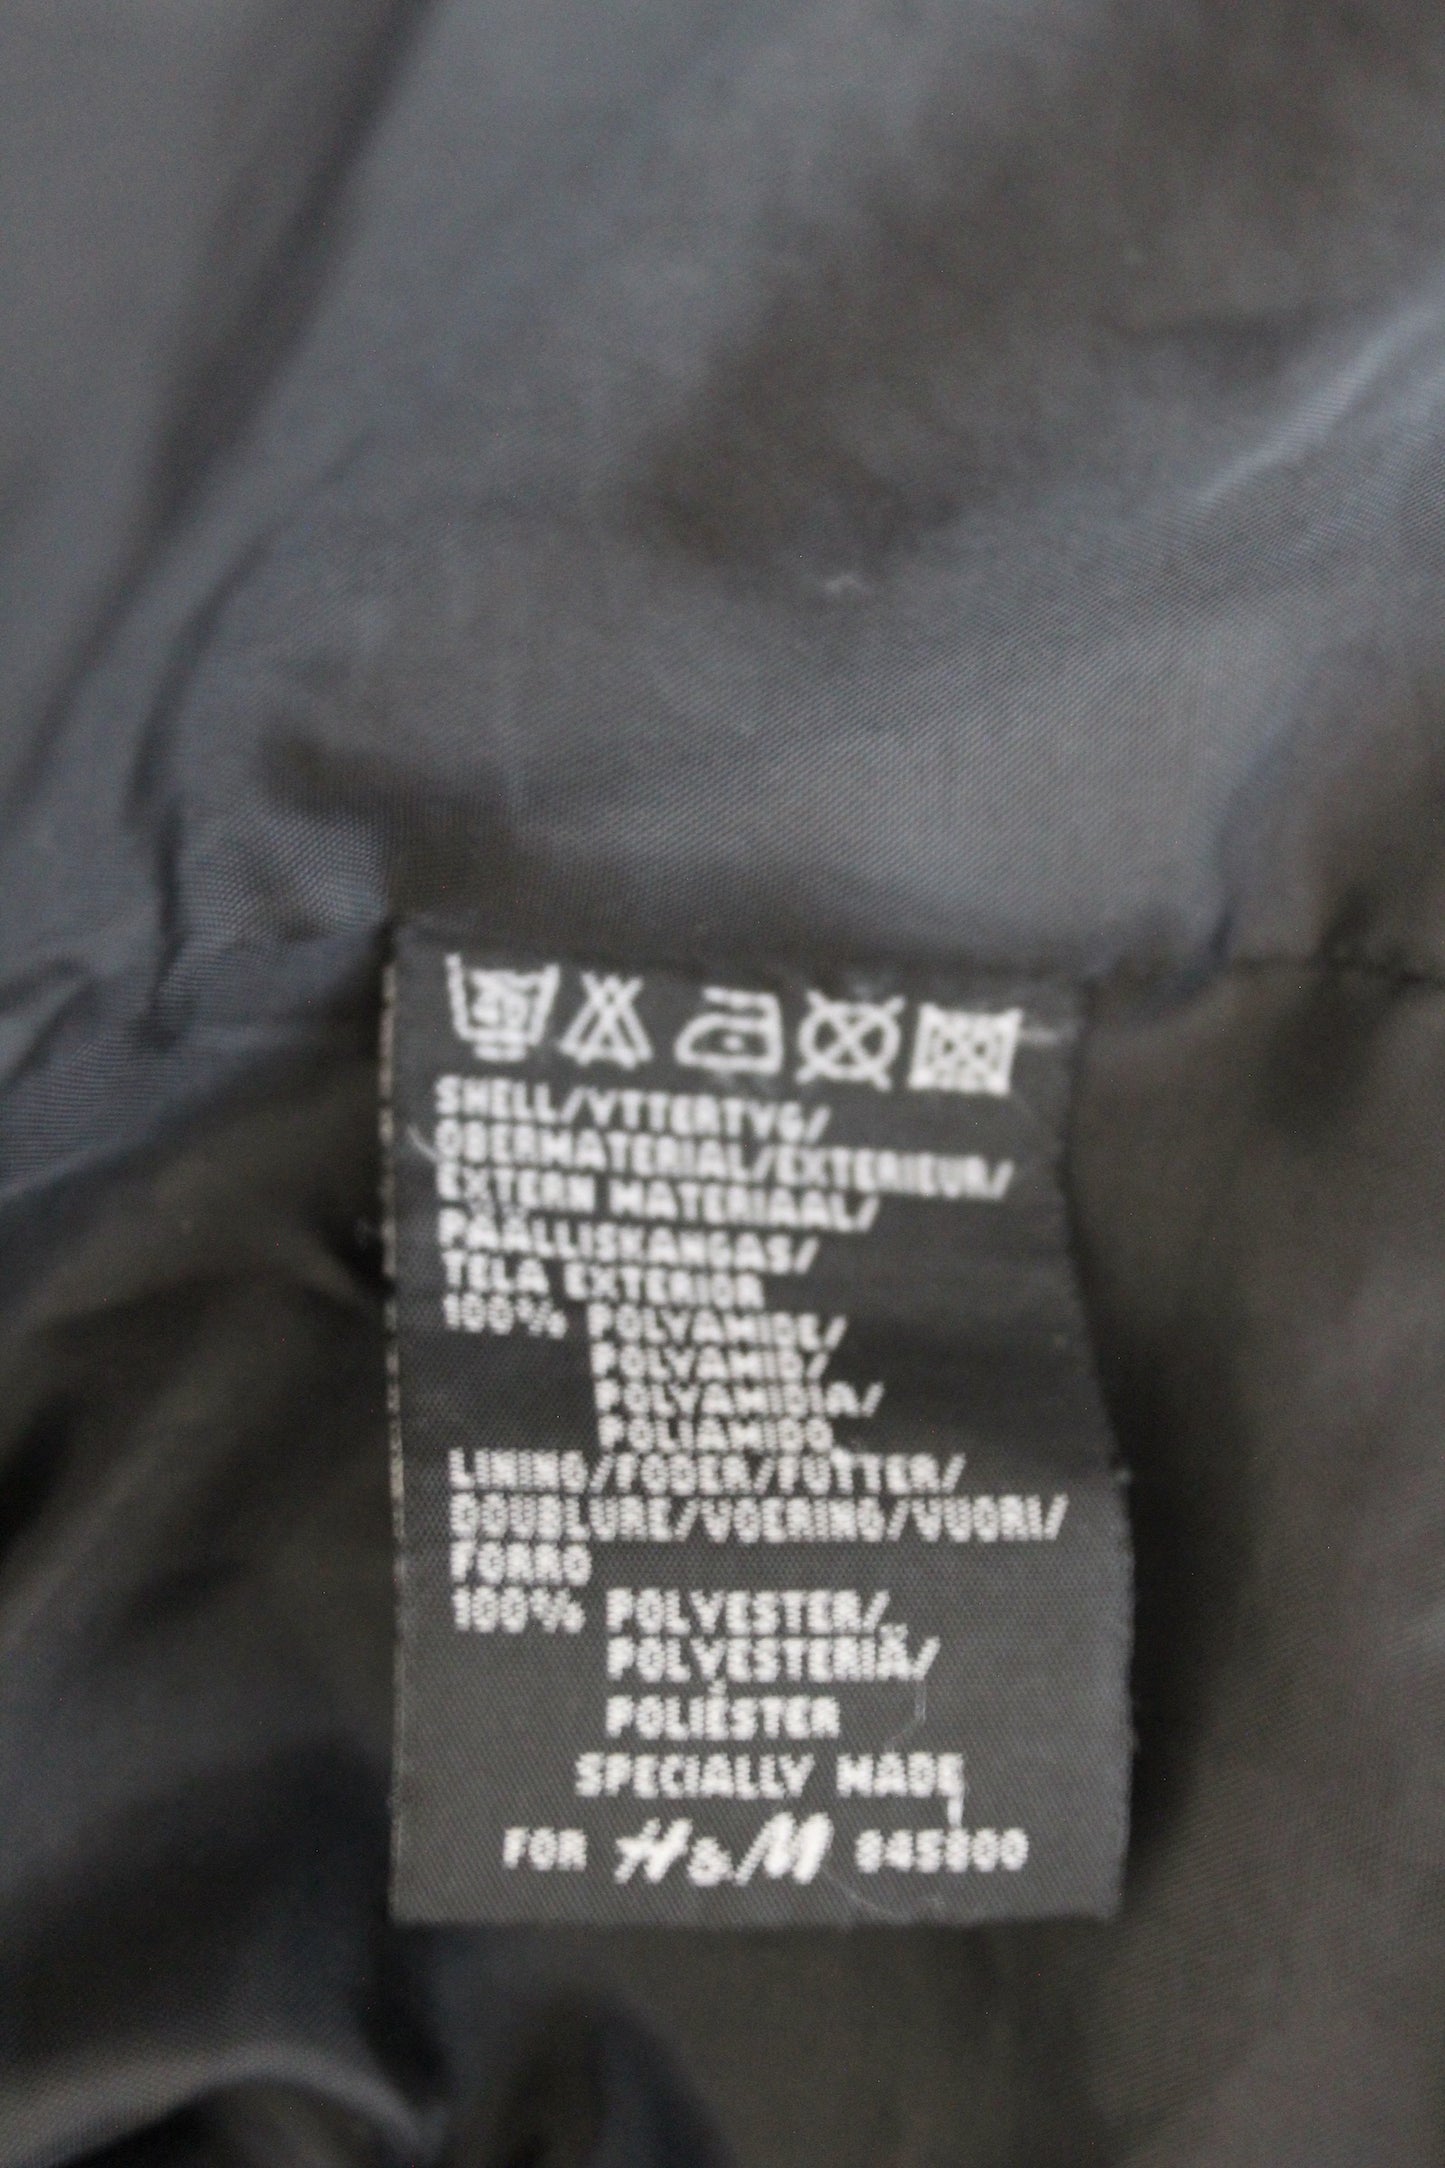 40
SHELL/YTTERTYG/
OBERMATERIAL/EXTERIEUR/
EXTERN MATERIAAL/
PÄÄLLISKANGAS/
TELA EXTERIOR
100% POLYAMIDE/
POLYAMID/
POLYAMIDIA/
POLIAMIDO
LINING/FODER/FUTTER/
DOUBLURE/VOERING/VUORI/
FORRO
100% POLYESTER/
POLYESTERIÄ/
POLIÉSTER
SPECIALLY MADE
FOR H&M